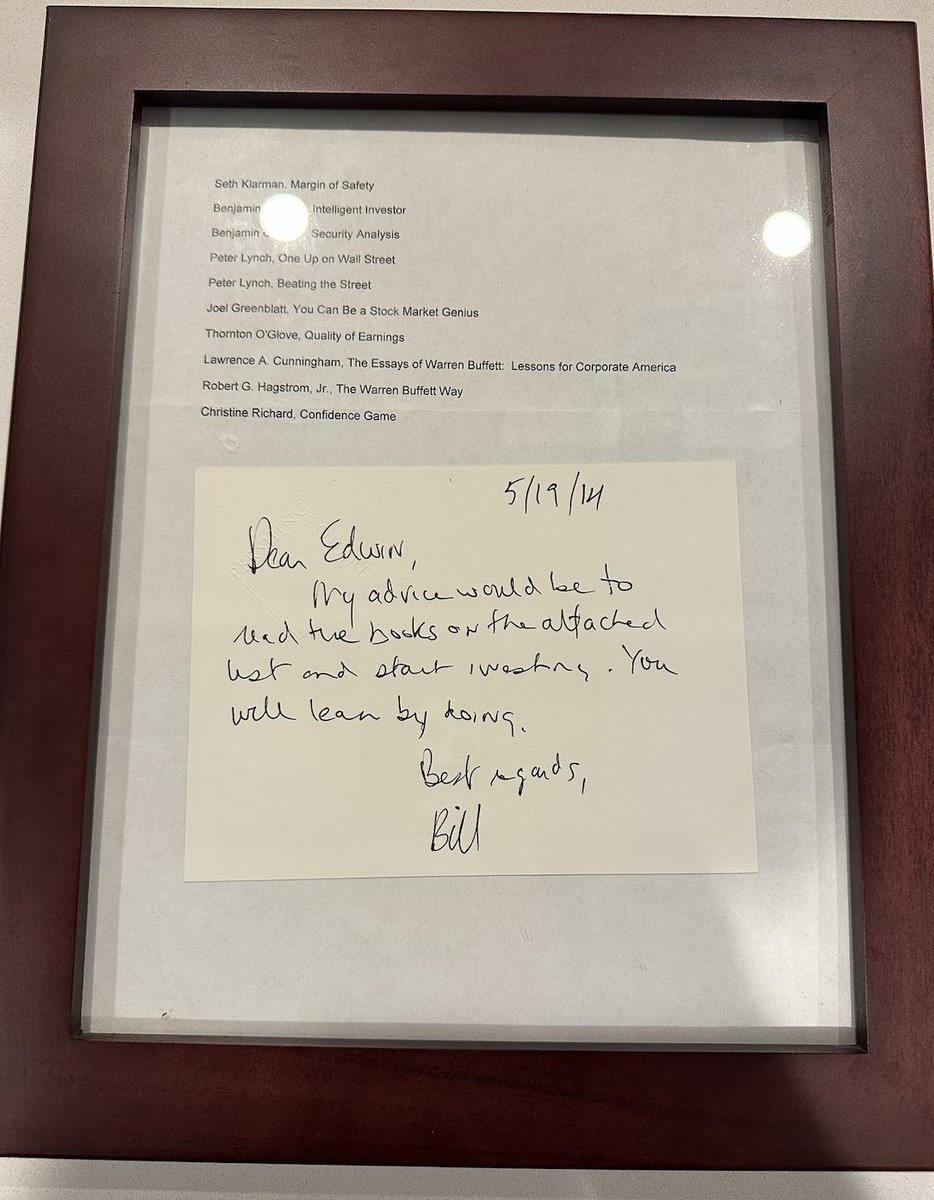 Seth Klarman, Margin of Safety
Benjamin Intelligent Investor
Benjamin Security Analysis
Peter Lynch, One Up on Wall Street
Peter Lynch, Beating the Street
Joel Greenblatt, You Can Be a Stock Market Genius
Thornton O'Glove, Quality of Earnings
Lawrence A. Cunningham, The Essays of Warren Buffett: Lessons for Corporate America
Robert G. Hagstrom, Jr., The Warren Buffett Way
Christine Richard, Confidence Game
5/19/14
Dear Edwin,
My advice would be to
read the books on the attached
list and start investing. You
will learn by doing.
Best regards,
Bill